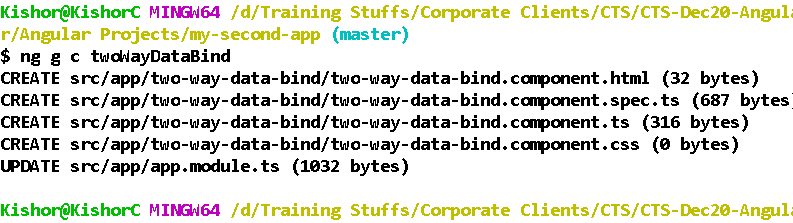 Kishor@KishorC MINGW64 /d/Training Stuffs/Corporate Clients/CTS/CTS-Dec20-Angula
r/Angular Projects/my-second-app (master)
$ ng g c twoWayDataBind
CREATE src/app/two-way-data-bind/two-way-data-bind.component.html (32 bytes)
CREATE src/app/two-way-data-bind/two-way-data-bind.component.spec.ts (687 bytes)
CREATE src/app/two-way-data-bind/two-way-data-bind.component.ts (316 bytes)
CREATE src/app/two-way-data-bind/two-way-data-bind.component.css (0 bytes)
UPDATE src/app/app.module.ts (1032 bytes)
Kishor@KishorC MINGW64 /d/Training Stuffs/Corporate Clients/CTS/CTS-Dec20-Angula